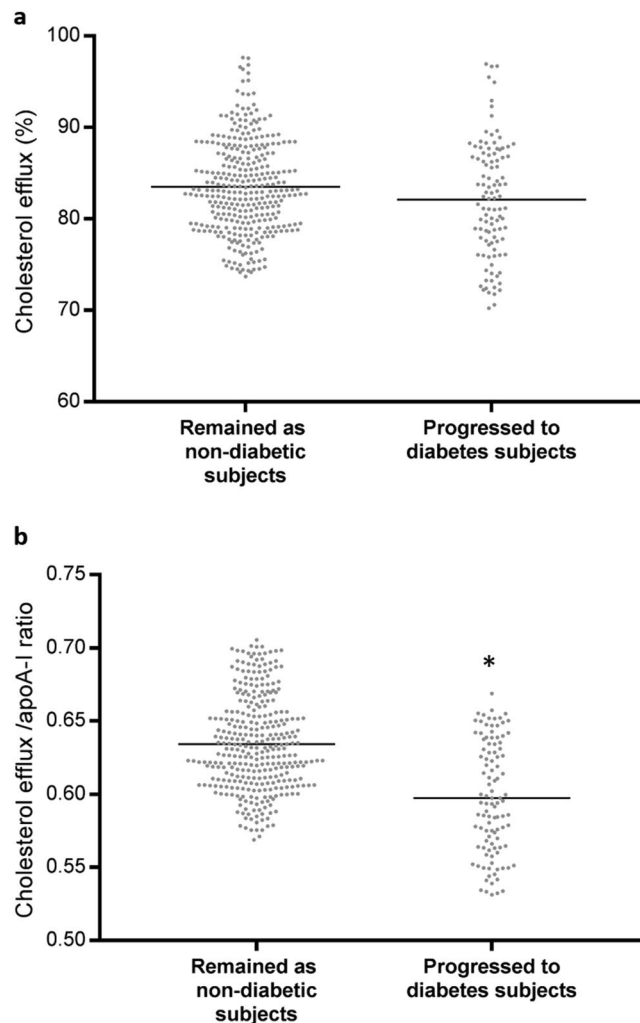 a
Cholesterol efflux (%)
100
90
80
70
60
Remained as
non-diabetic
subjects
Progressed to
diabetes subjects
b
Cholesterol efflux /apoA-I ratio
0.75
0.70
0.65
0.60
0.55
0.50
*
Remained as
non-diabetic
subjects
Progressed to
diabetes subjects